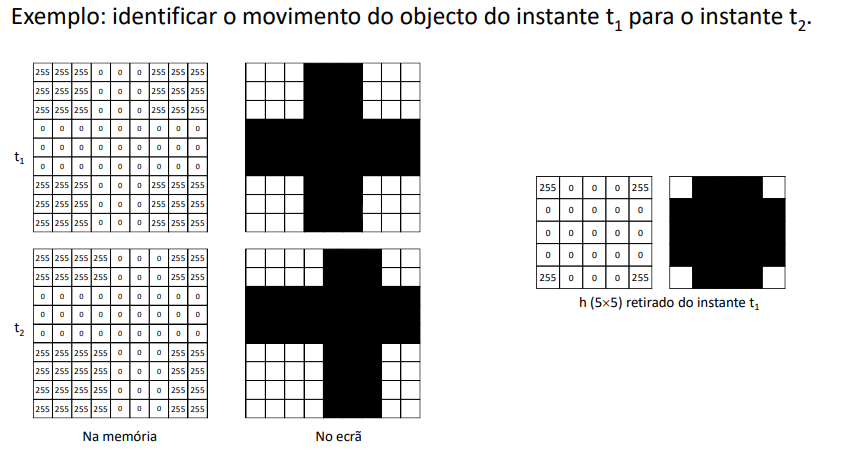 Exemplo: identificar o movimento do objecto do instante t1 para o instante t2.
255 255 255 0 0 0 255 255 255
255 255 255 0 0 0 255 255 255
255 255 255 0 0 0 255 255 255
0 0 0 0 0 0 0 0 0
0 0 0 0 0 0 0 0 0
t1
0 0 0 0 0 0 0 0 0
255 255 255 0 0 0 255 255 255
255 255 255 0 0 0 255 255 255
255 255 255 0 0 0 255 255 255
255 0 0 0 255
0 0 0 0 0
0 0 0 0 0
0 0 0 0 0
255 0 0 0 255
h (5×5) retirado do instante t1
255 255 255 255 0 0 0 255 255
255 255 255 255 0 0 0 255 255
0 0 0 0 0 0 0 0 0
0 0 0 0 0 0 0 0 0
t2
0 0 0 0 0 0 0 0 0
255 255 255 255 0 0 0 255 255
255 255 255 255 0 0 0 255 255
255 255 255 255 0 0 0 255 255
255 255 255 255 0 0 0 255 255
Na memória
No ecrã